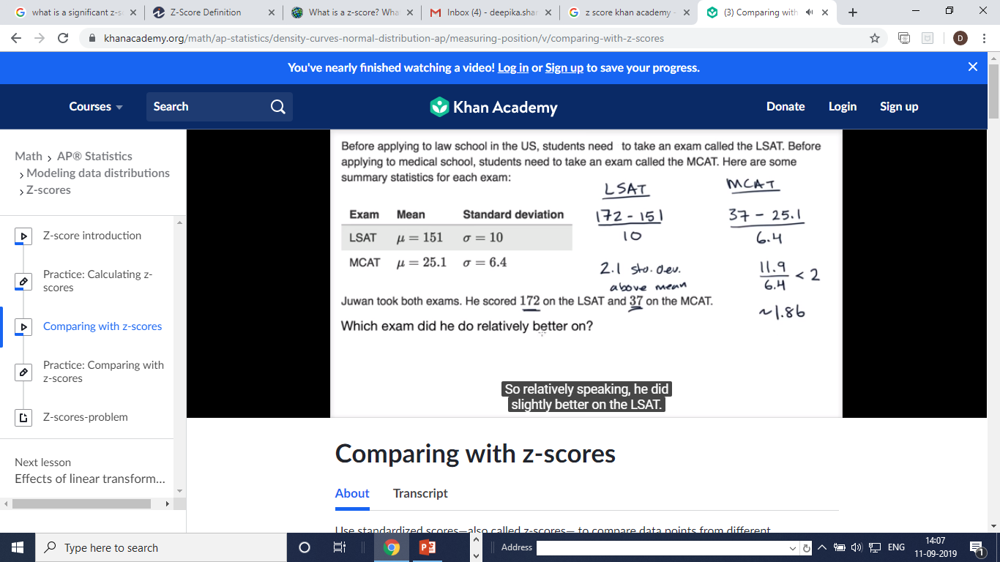 what is a significant z-s
Z-Score Definition
What is a z-score? Wha
Inbox (4) - deepika.shar
z score khan academy -
(3) Comparing with
khanacademy.org/math/ap-statistics/density-curves-normal-distribution-ap/measuring-position/v/comparing-with-z-scores
D
You've nearly finished watching a video! Log in or Sign up to save your progress.
Courses
Search
Khan Academy
Donate
Login
Sign up
Math › AP® Statistics
› Modeling data distributions
› Z-scores
Z-score introduction
Practice: Calculating z-
scores
Comparing with z-scores
Practice: Comparing with
z-scores
Z-scores-problem
Next lesson
Effects of linear transform...
Before applying to law school in the US, students need to take an exam called the LSAT. Before
applying to medical school, students need to take an exam called the MCAT. Here are some
summary statistics for each exam:
Exam Mean Standard deviation
LSAT μ = 151 σ = 10
MCAT μ = 25.1 σ = 6.4
LSAT
172 - 151
10
2.1 std. dev.
above mean
MCAT
37 - 25.1
6.4
11.9
6.4 < 2
~1.86
Juwan took both exams. He scored 172 on the LSAT and 37 on the MCAT.
Which exam did he do relatively better on?
So relatively speaking, he did
slightly better on the LSAT.
Comparing with z-scores
About Transcript
Use standardized scores—also called z-scores— to compare data points from different
Type here to search
Address
ENG
14:07
11-09-2019
1